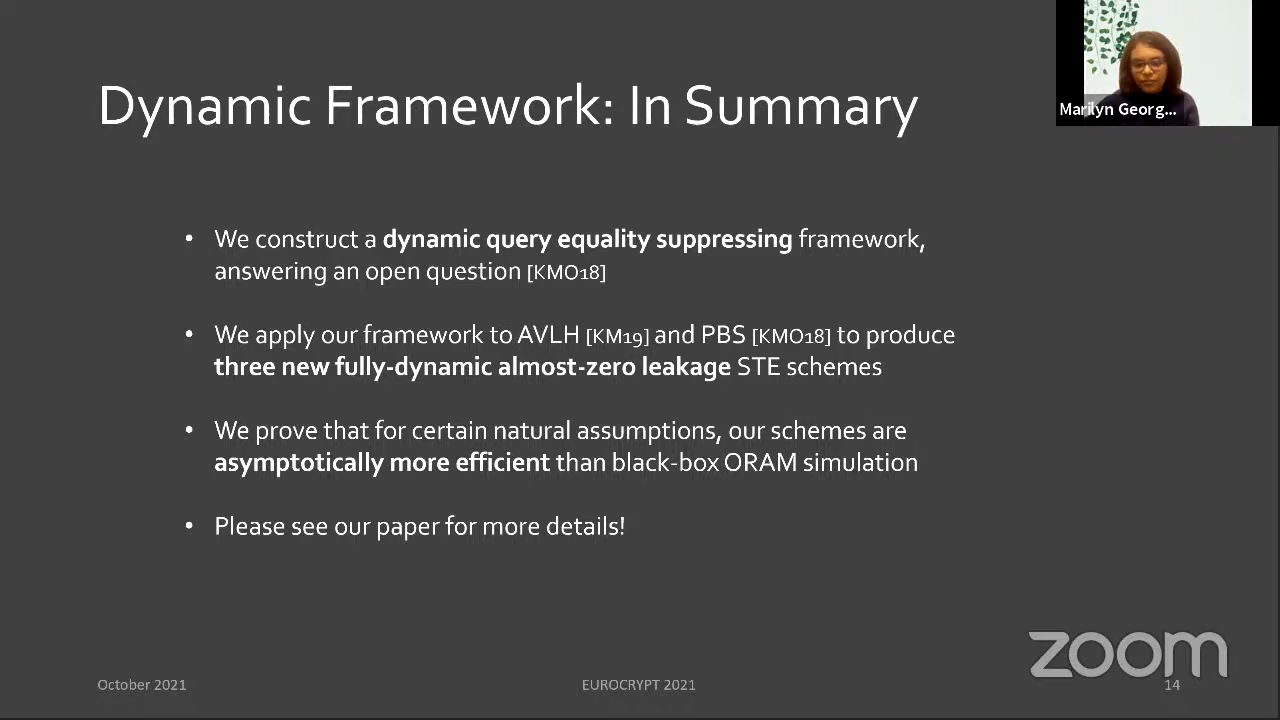 Dynamic Framework: In Summary
Marilyn Georg...
• We construct a dynamic query equality suppressing framework,
answering an open question [KMO18]
• We apply our framework to AVLH [KM19] and PBS [KMO18] to produce
three new fully-dynamic almost-zero leakage STE schemes
• We prove that for certain natural assumptions, our schemes are
asymptotically more efficient than black-box ORAM simulation
• Please see our paper for more details!
zoom
October 2021
EUROCRYPT 2021
14